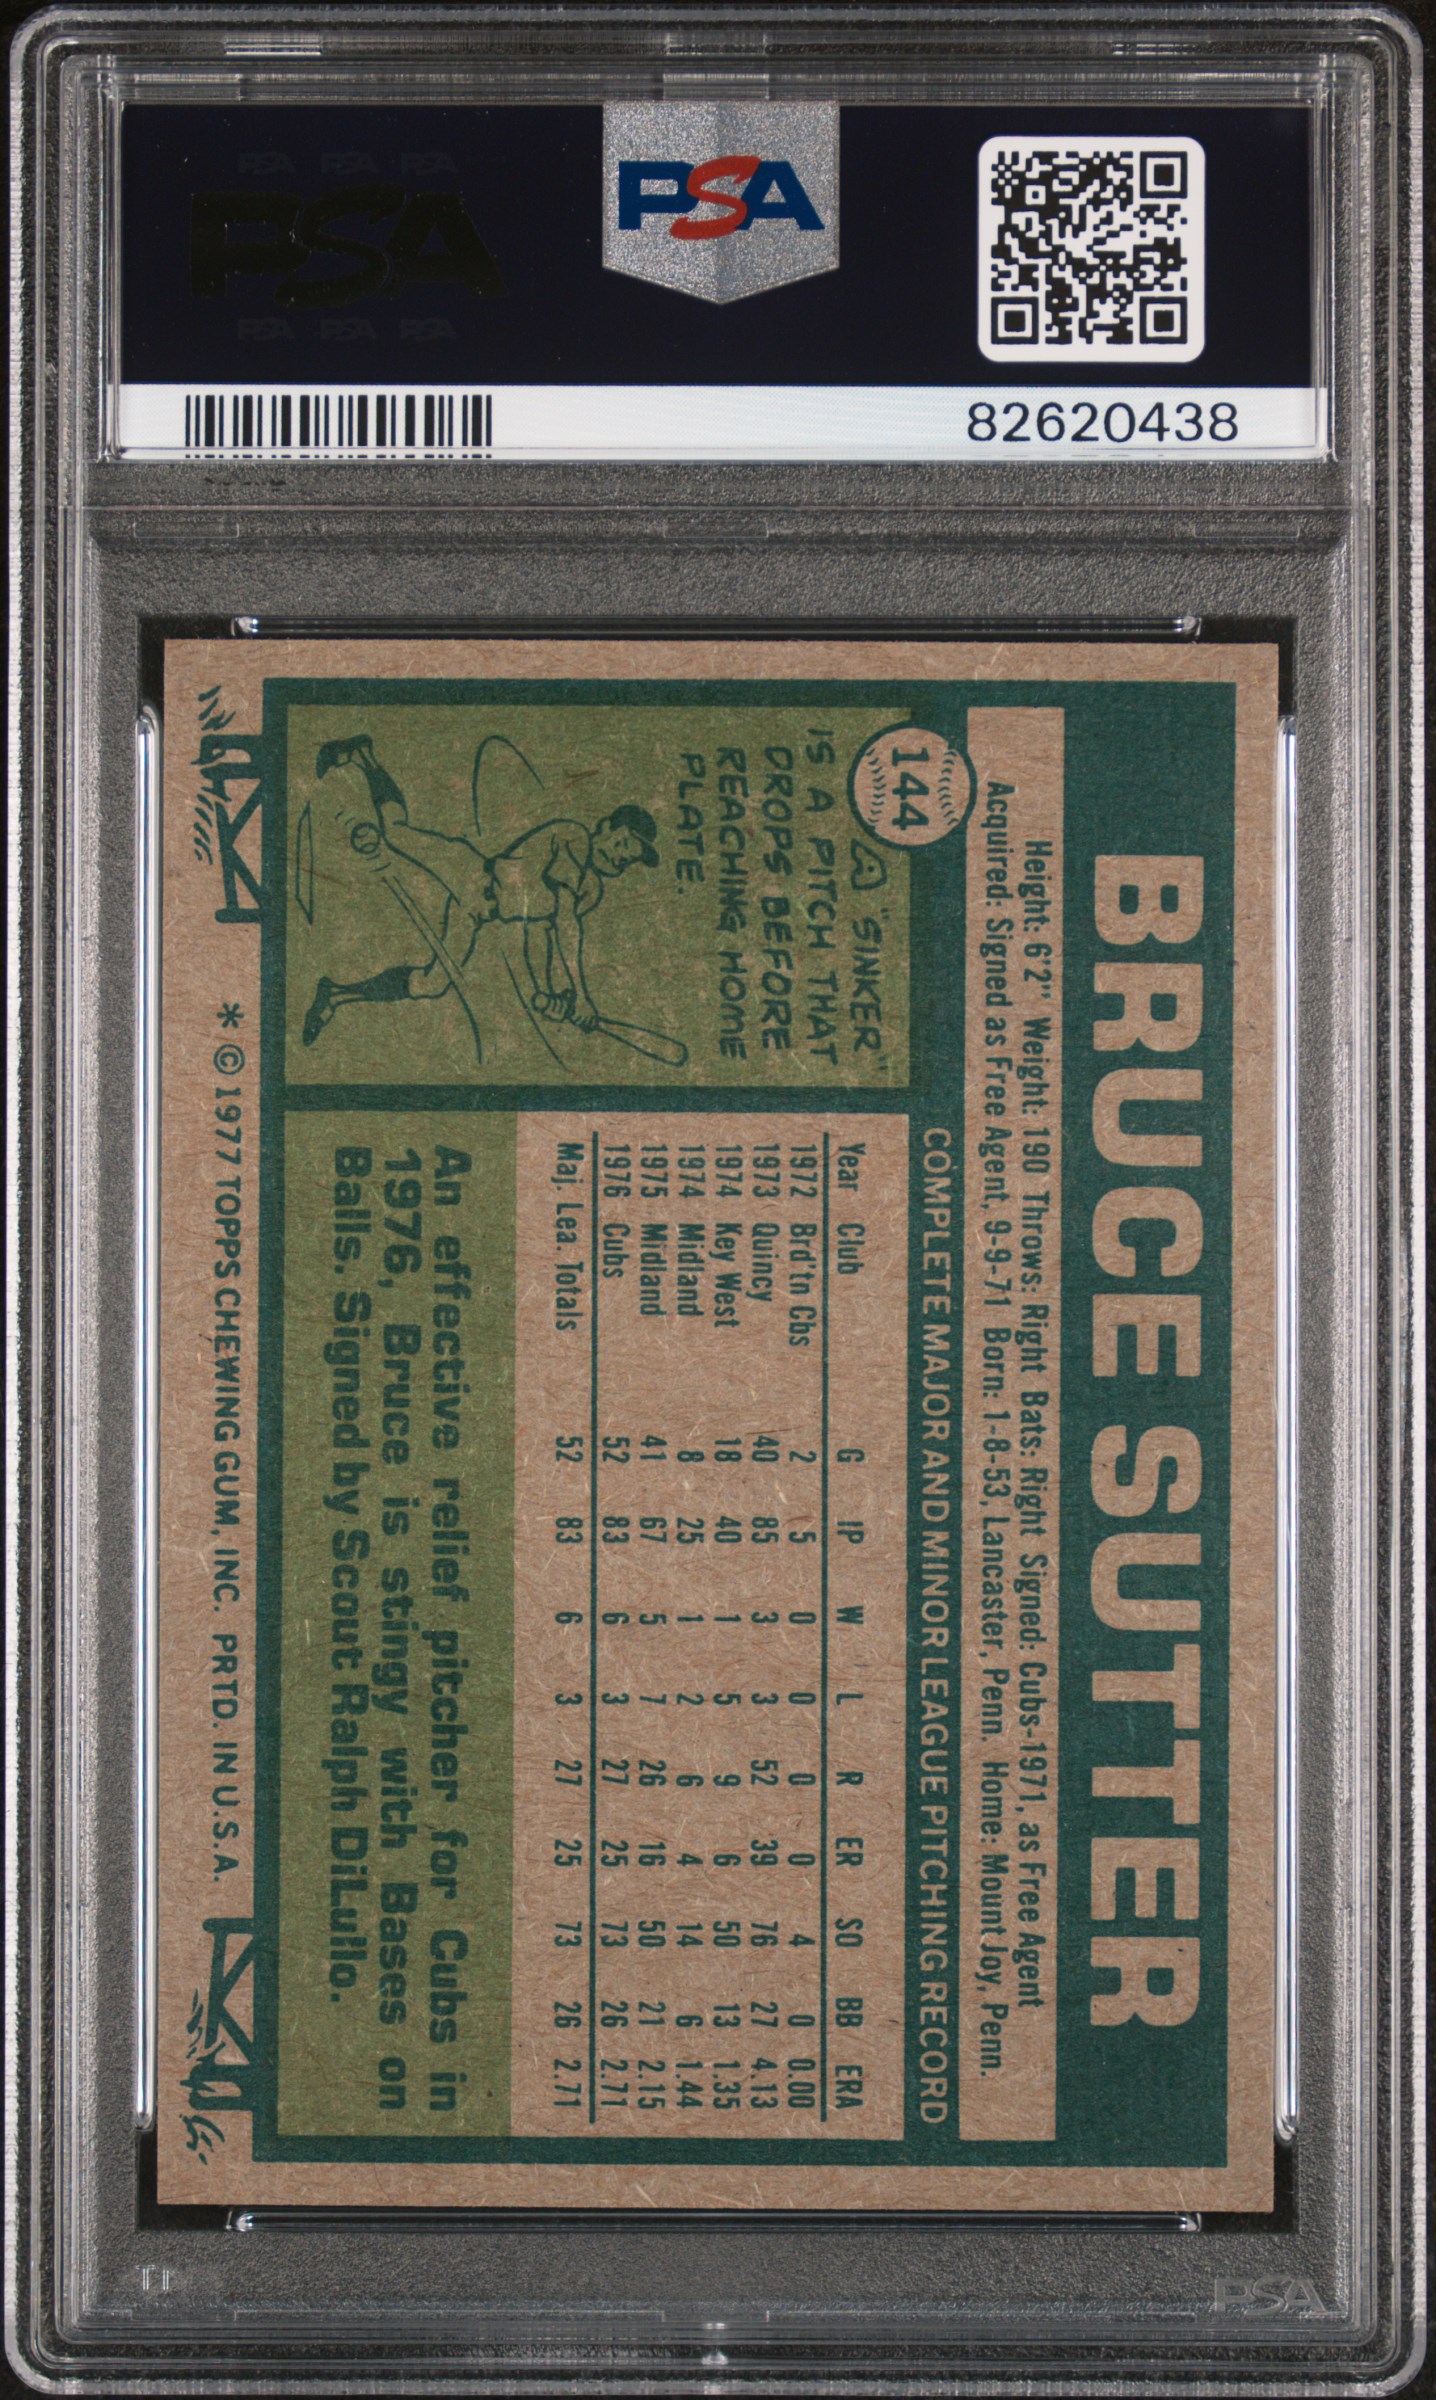 PSA PSA PSA
PSA
PSA PSA PSA
PSA
82620438
BRUCE SUTTER
Height: 6'2" Weight: 190 Throws: Right Bats: Right Signed: Cubs-1971, as Free Agent
Acquired: Signed as Free Agent, 9-9-71 Born: 1-8-53, Lancaster, Penn. Home: Mount Joy, Penn.
144
A "SINKER"
IS A PITCH THAT
DROPS BEFORE
REACHING HOME
PLATE.
COMPLETE MAJOR AND MINOR LEAGUE PITCHING RECORD
Year Club G IP W L R ER SO BB ERA
1972 Brd'tn Cbs 2 5 0 0 0 0 4 0 0.00
1973 Quincy 40 85 3 3 52 39 76 27 4.13
1974 Key West 18 40 1 5 9 6 50 13 1.35
1974 Midland 8 25 1 2 6 4 14 6 1.44
1975 Midland 41 67 5 7 26 16 50 21 2.15
1976 Cubs 52 83 6 3 27 25 73 26 2.71
Maj. Lea. Totals 52 83 6 3 27 25 73 26 2.71
An effective relief pitcher for Cubs in
1976, Bruce is stingy with Bases on
Balls. Signed by Scout Ralph DiLullo.
* © 1977 TOPPS CHEWING GUM, INC. PRTD. IN U.S.A.
PSA